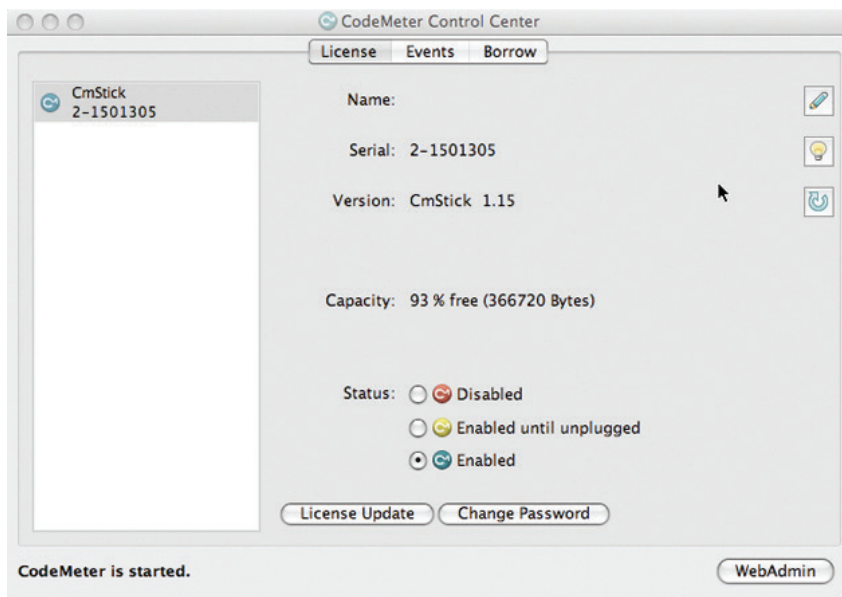 CodeMeter Control Center
License Events Borrow
CmStick
2-1501305
Name:
Serial: 2-1501305
Version: CmStick 1.15
Capacity: 93 % free (366720 Bytes)
Status: Disabled
Enabled until unplugged
Enabled
License Update Change Password
CodeMeter is started.
WebAdmin